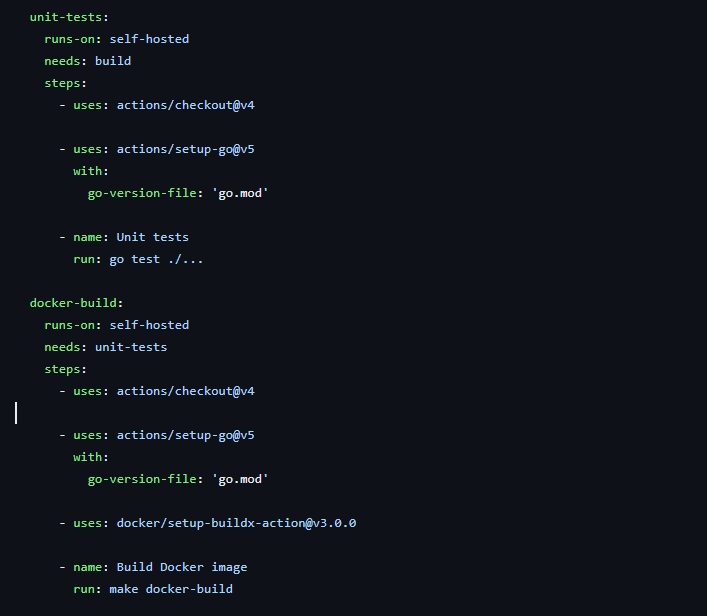 unit-tests:
runs-on: self-hosted
needs: build
steps:
- uses: actions/checkout@v4
- uses: actions/setup-go@v5
with:
go-version-file: 'go.mod'
- name: Unit tests
run: go test ./...
docker-build:
runs-on: self-hosted
needs: unit-tests
steps:
- uses: actions/checkout@v4
- uses: actions/setup-go@v5
with:
go-version-file: 'go.mod'
- uses: docker/setup-buildx-action@v3.0.0
- name: Build Docker image
run: make docker-build